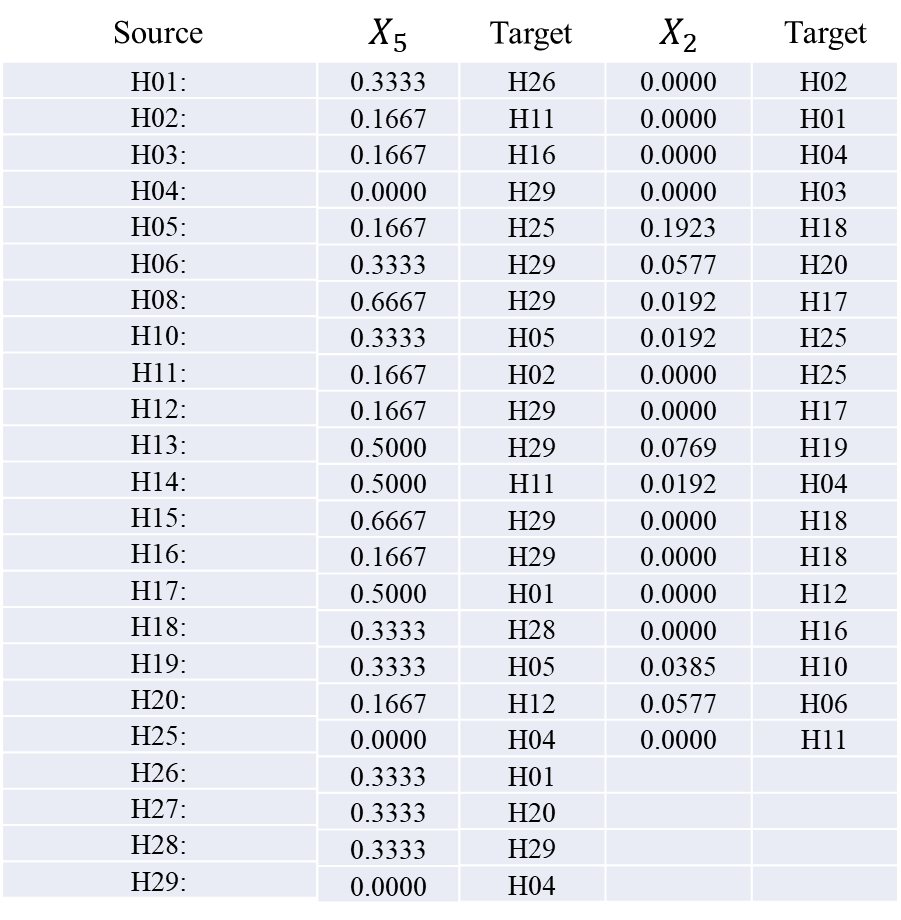 Source X₅ Target X₂ Target
H01: 0.3333 H26 0.0000 H02
H02: 0.1667 H11 0.0000 H01
H03: 0.1667 H16 0.0000 H04
H04: 0.0000 H29 0.0000 H03
H05: 0.1667 H25 0.1923 H18
H06: 0.3333 H29 0.0577 H20
H08: 0.6667 H29 0.0192 H17
H10: 0.3333 H05 0.0192 H25
H11: 0.1667 H02 0.0000 H25
H12: 0.1667 H29 0.0000 H17
H13: 0.5000 H29 0.0769 H19
H14: 0.5000 H11 0.0192 H04
H15: 0.6667 H29 0.0000 H18
H16: 0.1667 H29 0.0000 H18
H17: 0.5000 H01 0.0000 H12
H18: 0.3333 H28 0.0000 H16
H19: 0.3333 H05 0.0385 H10
H20: 0.1667 H12 0.0577 H06
H25: 0.0000 H04 0.0000 H11
H26: 0.3333 H01
H27: 0.3333 H20
H28: 0.3333 H29
H29: 0.0000 H04